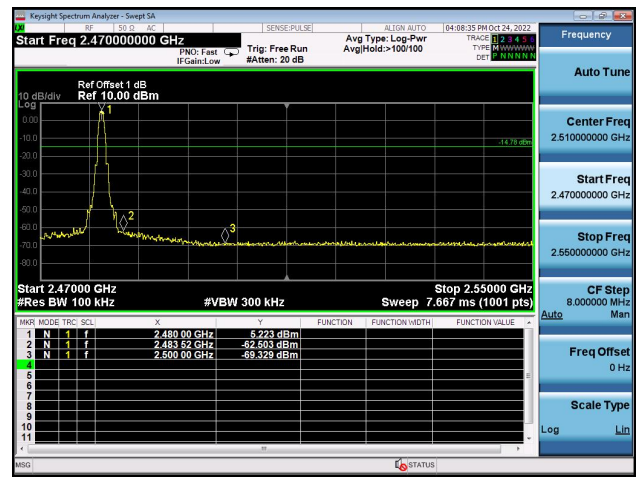 Keysight Spectrum Analyzer - Swept SA
RF 50 Ω AC SENSE:PULSE ALIGN AUTO 04:08:35 PM Oct 24, 2022
Start Freq 2.470000000 GHz
PNO: Fast
IFGain:Low
Trig: Free Run
#Atten: 20 dB
Avg Type: Log-Pwr
Avg|Hold:>100/100
TRACE 1 2 3 4 5 6
TYPE M WWWWW
DET P N N N N N
Ref Offset 1 dB
10 dB/div Ref 10.00 dBm
Log
0.00
-10.0
-20.0
-30.0
-40.0
-50.0
-60.0
-70.0
-80.0
1
2
3
-14.78 dBm
Start 2.47000 GHz Stop 2.55000 GHz
#Res BW 100 kHz #VBW 300 kHz Sweep 7.667 ms (1001 pts)
MKR MODE TRC SCL X Y FUNCTION FUNCTION WIDTH FUNCTION VALUE
1 N 1 f 2.480 00 GHz 5.223 dBm
2 N 1 f 2.483 52 GHz -62.503 dBm
3 N 1 f 2.500 00 GHz -69.329 dBm
4
5
6
7
8
9
10
11
MSG STATUS
Frequency
Auto Tune
Center Freq
2.510000000 GHz
Start Freq
2.470000000 GHz
Stop Freq
2.550000000 GHz
CF Step
8.000000 MHz
Auto Man
Freq Offset
0 Hz
Scale Type
Log Lin